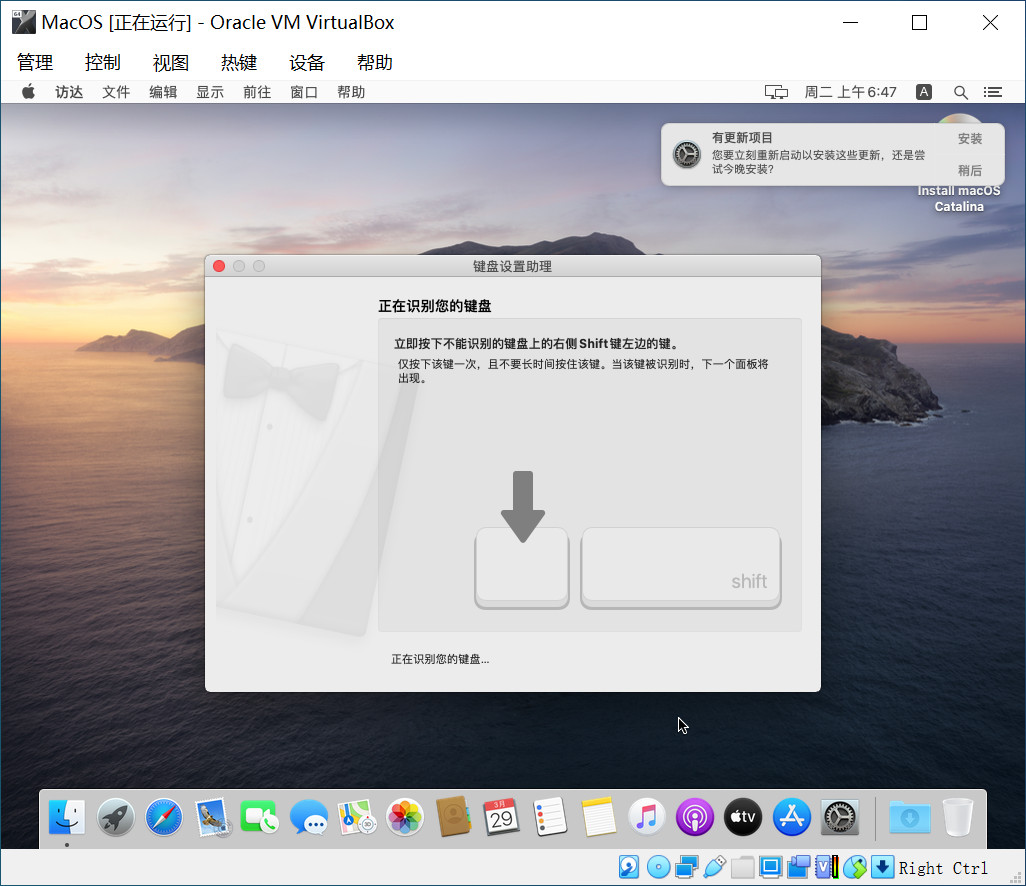 MacOS [正在运行] - Oracle VM VirtualBox
管理 控制 视图 热键 设备 帮助
访达 文件 编辑 显示 前往 窗口 帮助 周二 上午6:47 A
有更新项目
您要立刻重新启动以安装这些更新，还是尝
试今晚安装？
安装
稍后
Install macOS
Catalina
键盘设置助理
正在识别您的键盘
立即按下不能识别的键盘上的右侧 Shift 键左边的键。
仅按下该键一次，且不要长时间按住该键。当该键被识别时，下一个面板将
出现。
shift
正在识别您的键盘...
3月
29
tv
Right Ctrl